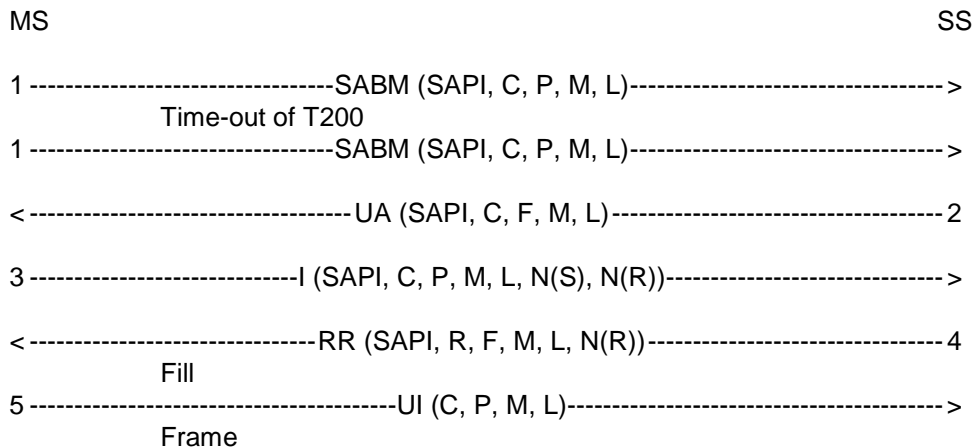 MS SS
1 ----------------------------------SABM (SAPI, C, P, M, L)----------------------------------->
Time-out of T200
1 ----------------------------------SABM (SAPI, C, P, M, L)----------------------------------->
< ------------------------------------UA (SAPI, C, F, M, L)-------------------------------------2
3 ------------------------------I (SAPI, C, P, M, L, N(S), N(R))------------------------------->
< --------------------------------RR (SAPI, R, F, M, L, N(R))---------------------------------4
Fill
5 -----------------------------------------UI (C, P, M, L)------------------------------------------>
Frame